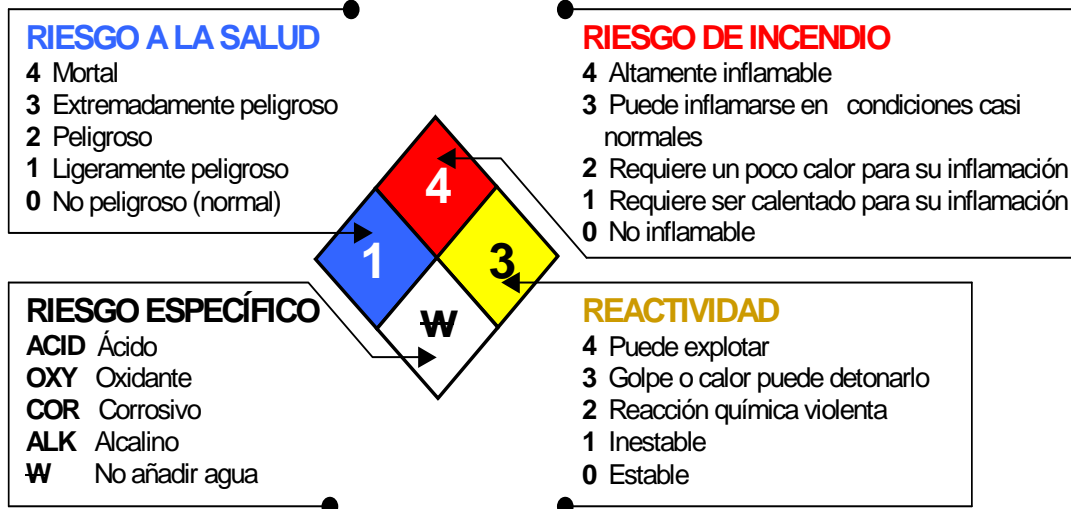 RIESGO A LA SALUD
4 Mortal
3 Extremadamente peligroso
2 Peligroso
1 Ligeramente peligroso
0 No peligroso (normal)
RIESGO DE INCENDIO
4 Altamente inflamable
3 Puede inflamarse en condiciones casi
normales
2 Requiere un poco calor para su inflamación
1 Requiere ser calentado para su inflamación
0 No inflamable
4
1
3
W̶
RIESGO ESPECÍFICO
ACID Ácido
OXY Oxidante
COR Corrosivo
ALK Alcalino
W̶ No añadir agua
REACTIVIDAD
4 Puede explotar
3 Golpe o calor puede detonarlo
2 Reacción química violenta
1 Inestable
0 Estable